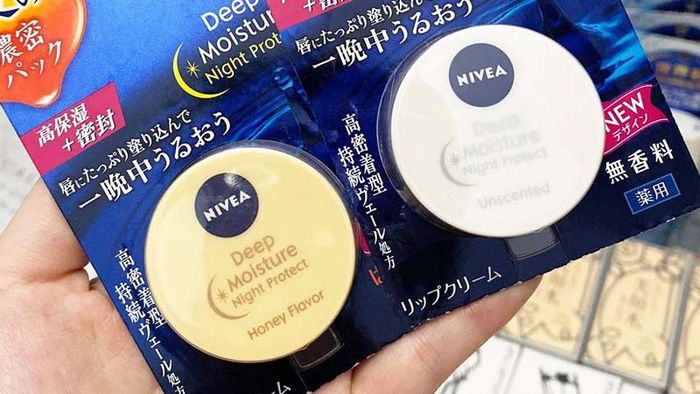 濃密
パック
Deep
Moisture
Night Protect
高保湿
+密封
唇にたっぷり塗り込んで
一晩中うるおう
高密着型
持続ヴェール処方
NIVEA
Deep
Moisture
Night Protect
Honey Flavor
唇にたっぷり塗り込んで
一晩中うるおう
高密着型
持続ヴェール処方
NIVEA
Moisture
Night Protect
Unscented
NEW
デザイン
無香料
薬用
リップクリーム